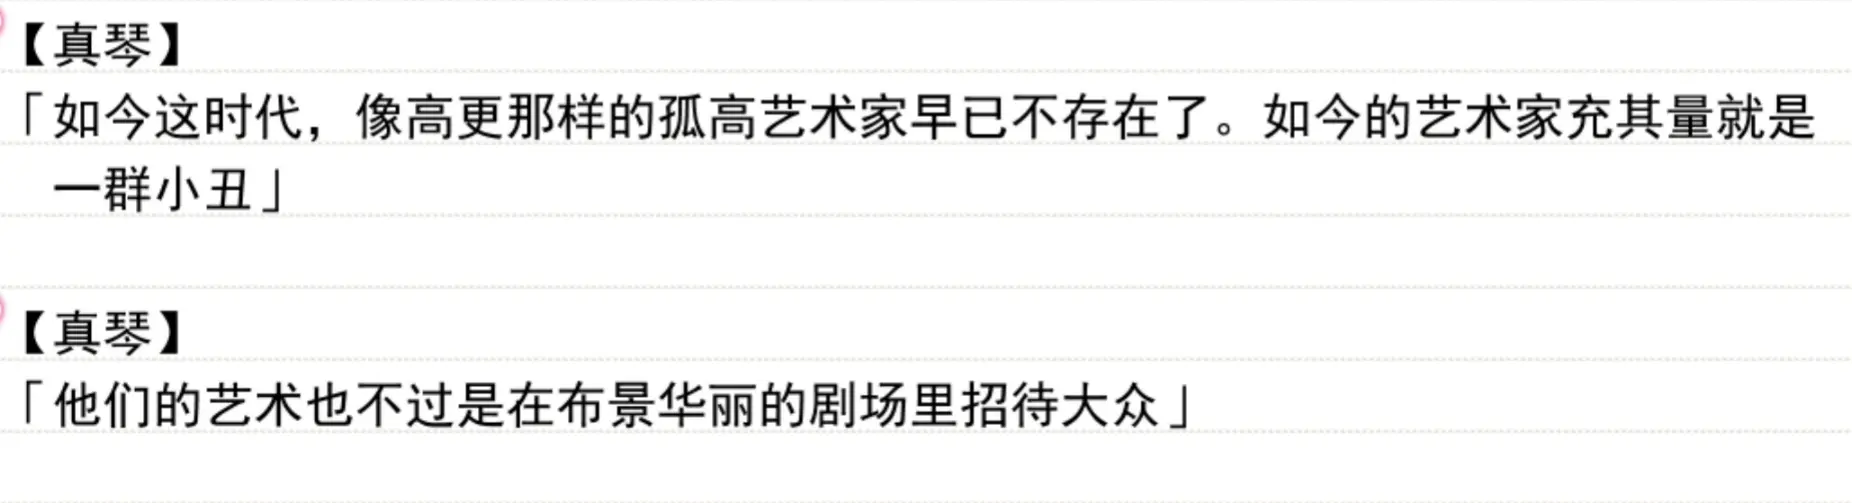 【真琴】
「如今这时代，像高更那样的孤高艺术家早已不存在了。如今的艺术家充其量就是
一群小丑」
【真琴】
「他们的艺术也不过是在布景华丽的剧场里招待大众」